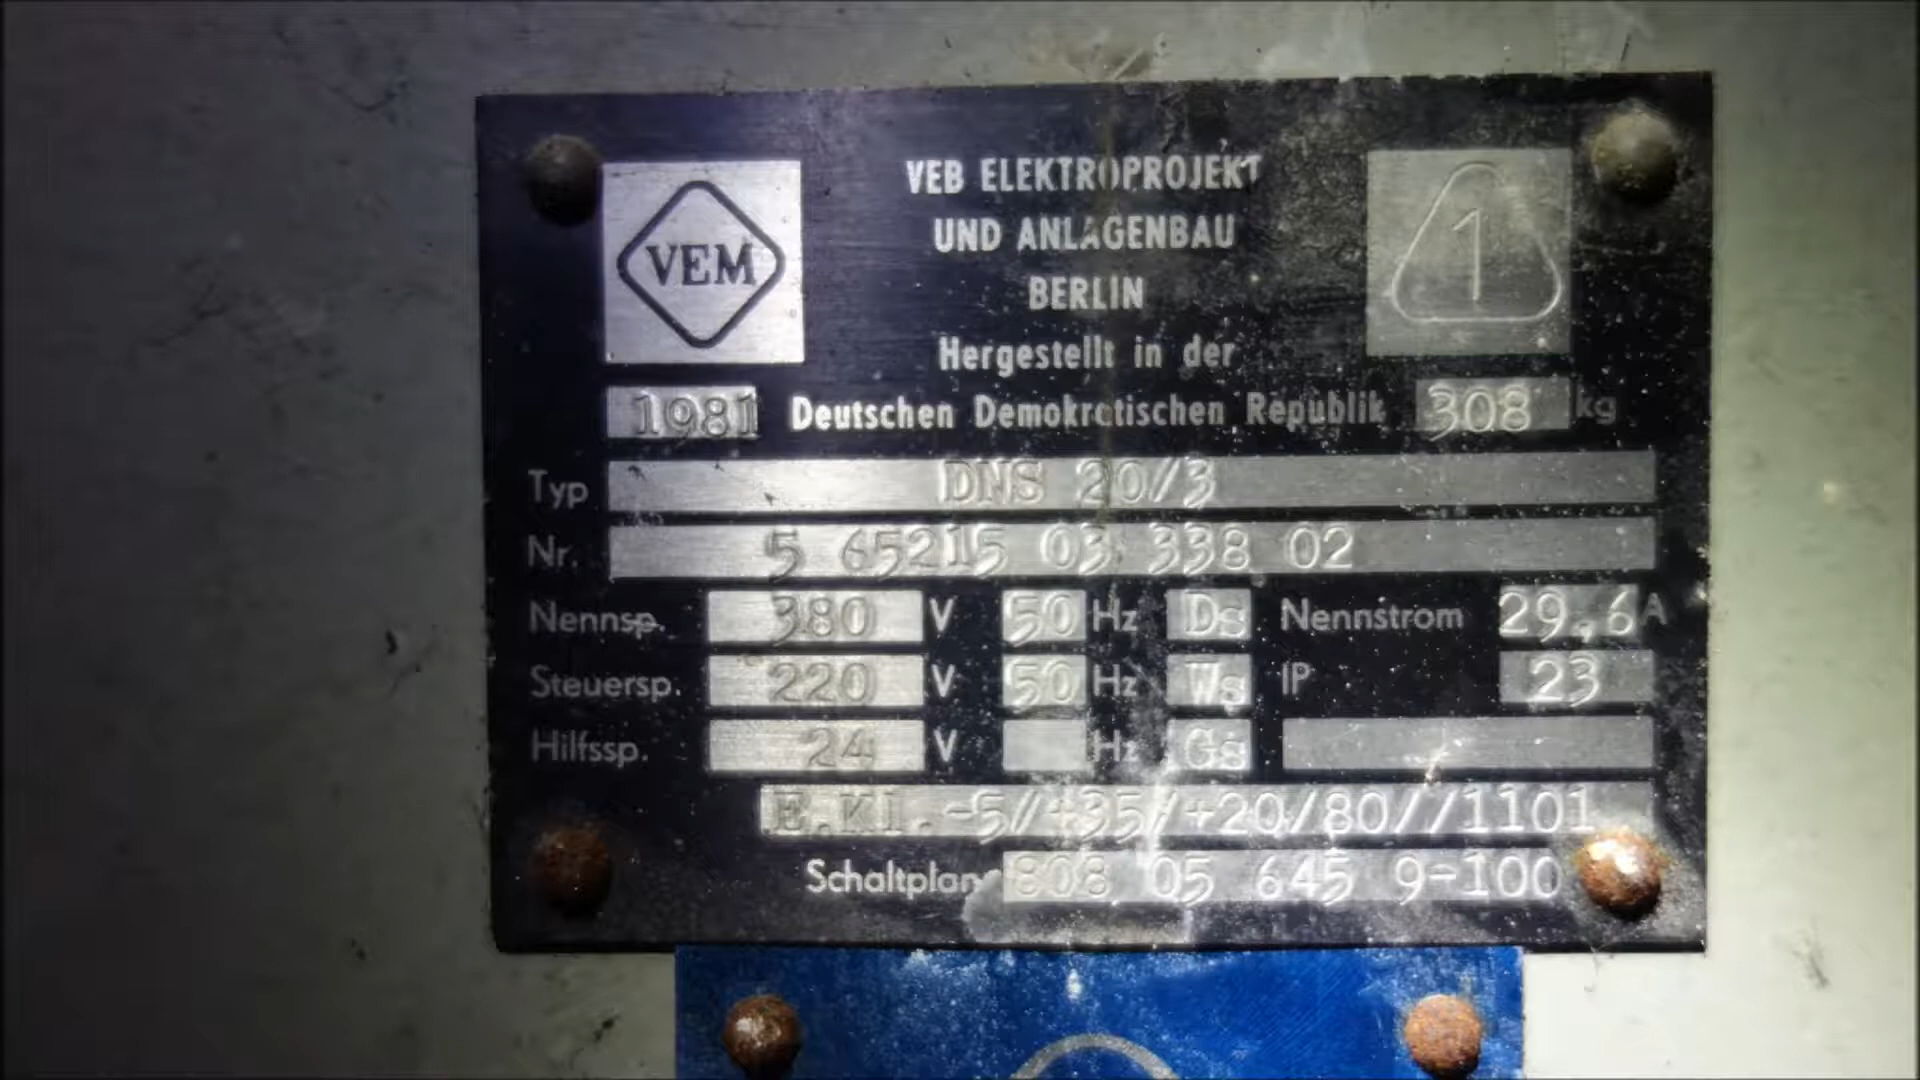 VEM
VEB ELEKTROPROJEKT
UND ANLAGENBAU
BERLIN
Hergestellt in der
1
1981 Deutschen Demokratischen Republik 308 kg
Typ DNS 20/3
Nr. 5 65215 03 338 02
Nennsp. 380 V 50 Hz Ds Nennstrom 29,6 A
Steuersp. 220 V 50 Hz Ws IP 23
Hilfssp. 24 V Hz Gs
E.KI.-5//+35/+20/80//1101
Schaltplan 808 05 645 9-100